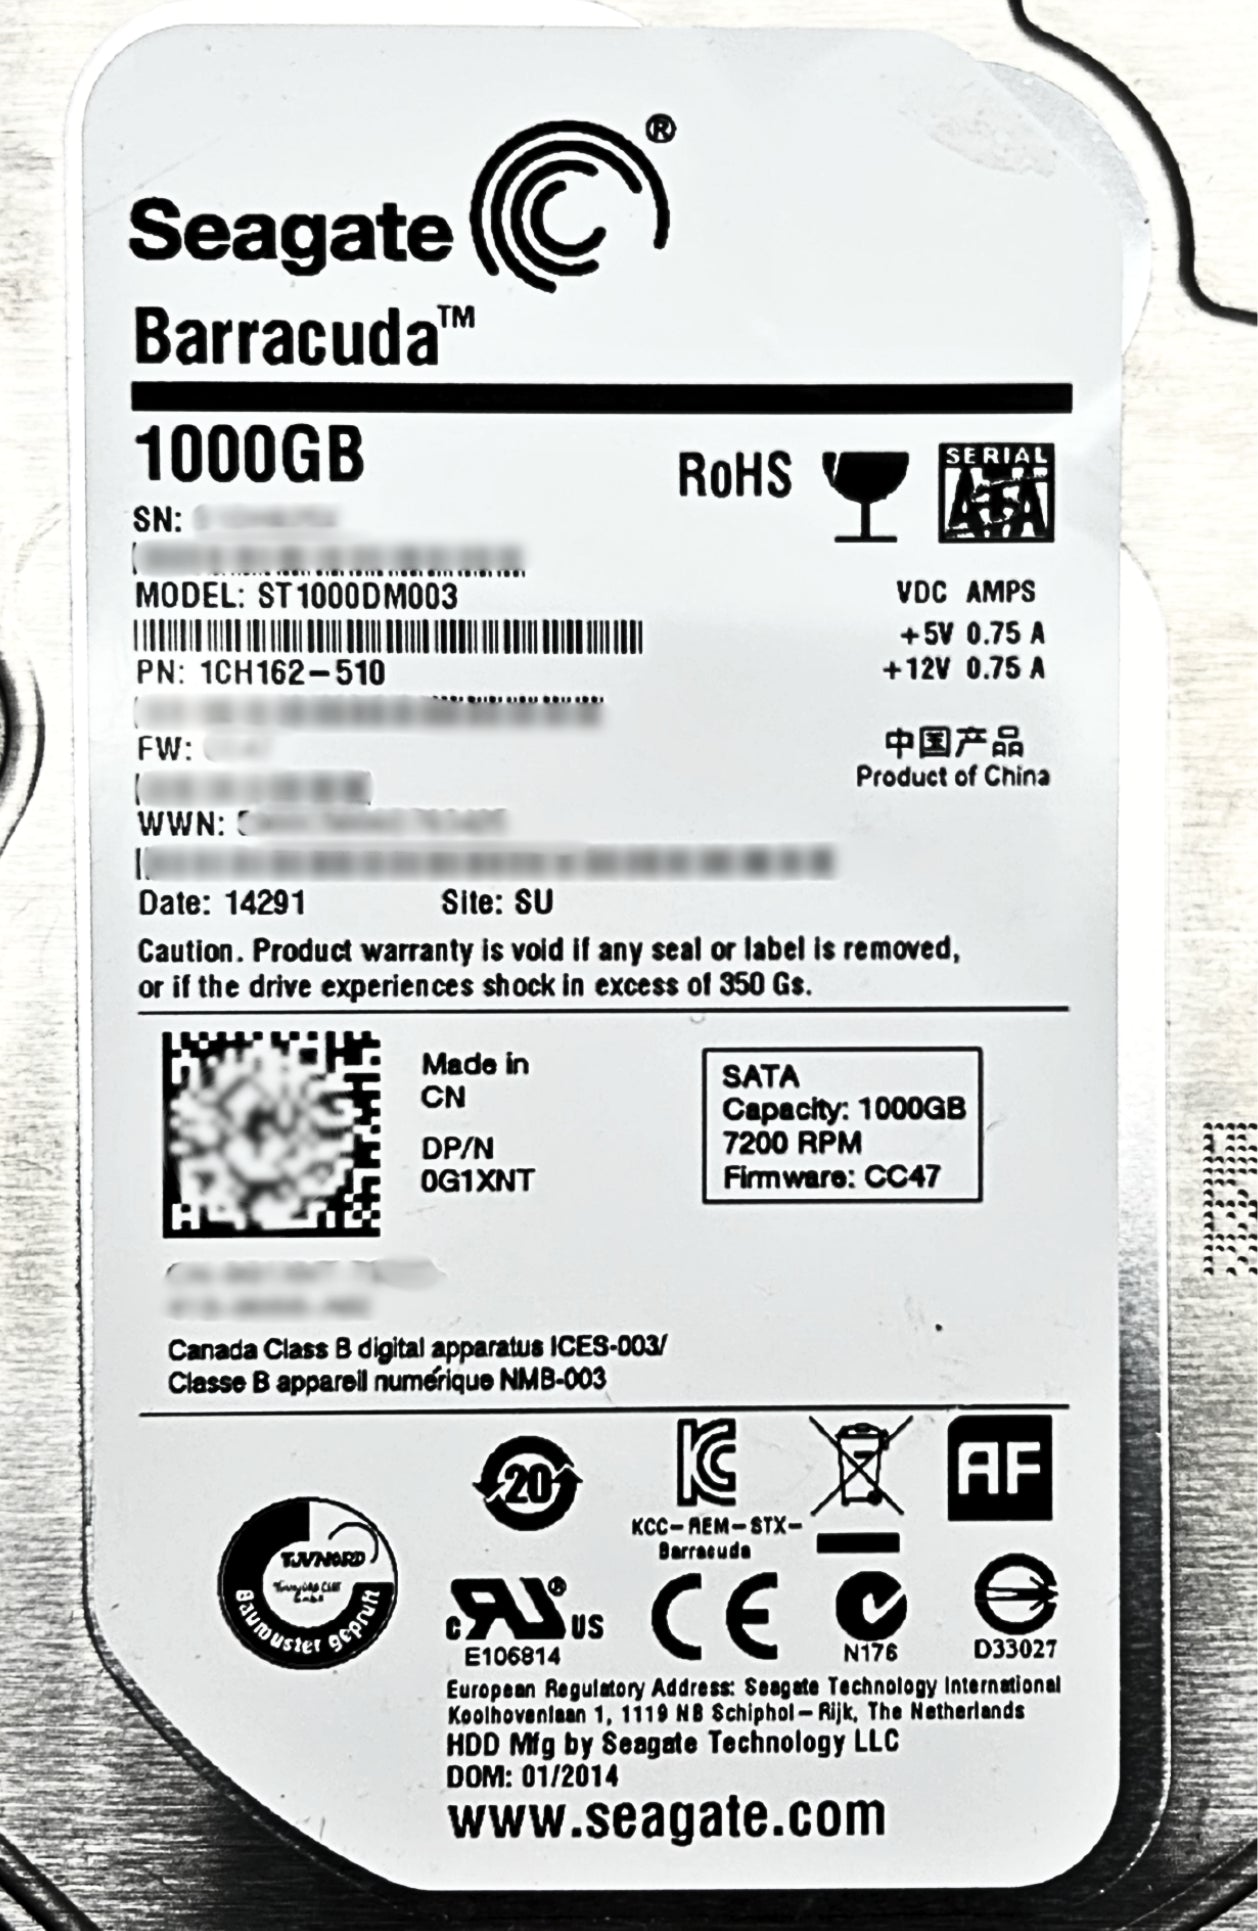 Seagate ®
Barracuda™
1000GB
RoHS
SERIAL
ATA
SN:
MODEL: ST1000DM003
PN: 1CH162-510
FW:
WWN:
VDC AMPS
+5V 0.75 A
+12V 0.75 A
中国产品
Product of China
Date: 14291 Site: SU
Caution. Product warranty is void if any seal or label is removed,
or if the drive experiences shock in excess of 350 Gs.
Made in
CN
DP/N
0G1XNT
SATA
Capacity: 1000GB
7200 RPM
Firmware: CC47
Canada Class B digital apparatus ICES-003/
Classe B appareil numérique NMB-003
20
KCC-REM-STX-
Barracuda
AF
TUVNORD
Baumuster geprüft
c UR ® US
E106814
CE
N176
D33027
European Regulatory Address: Seagate Technology International
Koolhovenlaan 1, 1119 NB Schiphol-Rijk, The Netherlands
HDD Mfg by Seagate Technology LLC
DOM: 01/2014
www.seagate.com